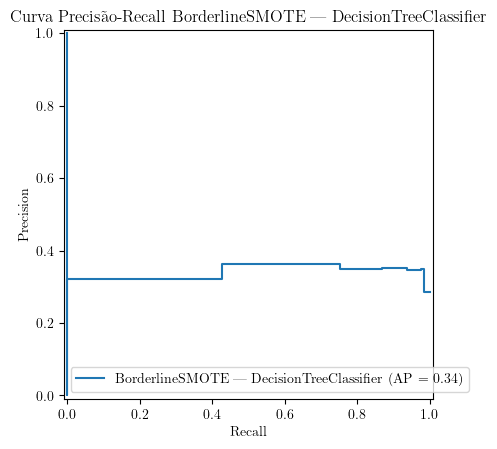 Curva Precisão-Recall BorderlineSMOTE — DecisionTreeClassifier
1.0
0.8
0.6
0.4
0.2
0.0
Precision
BorderlineSMOTE — DecisionTreeClassifier (AP = 0.34)
0.0 0.2 0.4 0.6 0.8 1.0
Recall